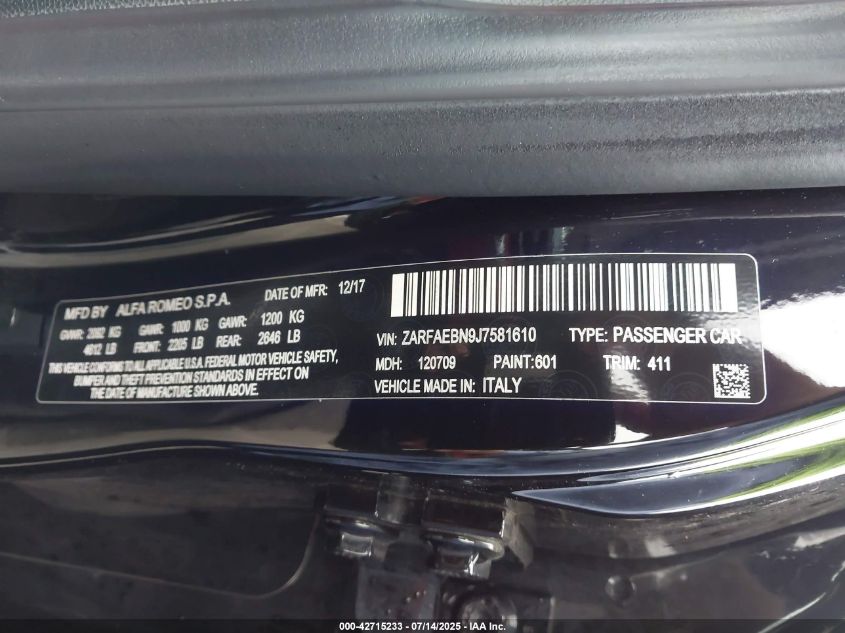 MFD BY ALFA ROMEO S.P.A. DATE OF MFR: 12/17
GVWR: 2082 KG GAWR: 1000 KG GAWR: 1200 KG
4612 LB FRONT: 2205 LB REAR: 2646 LB
THIS VEHICLE CONFORMS TO ALL APPLICABLE U.S.A. FEDERAL MOTOR VEHICLE SAFETY,
BUMPER AND THEFT PREVENTION STANDARDS IN EFFECT ON
THE DATE OF MANUFACTURE SHOWN ABOVE.
VIN: ZARFAEBN9J7581610 TYPE: PASSENGER CAR
MDH: 120709 PAINT:601 TRIM: 411
VEHICLE MADE IN: ITALY
000-42715233 - 07/14/2025 - IAA Inc.